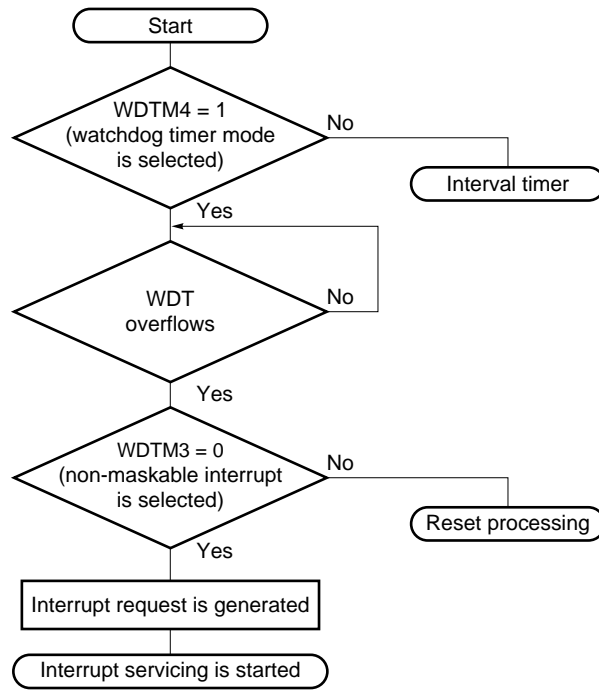 Start
WDTM4 = 1
(watchdog timer mode
is selected)
No
Interval timer
Yes
WDT
overflows
No
Yes
WDTM3 = 0
(non-maskable interrupt
is selected)
No
Reset processing
Yes
Interrupt request is generated
Interrupt servicing is started